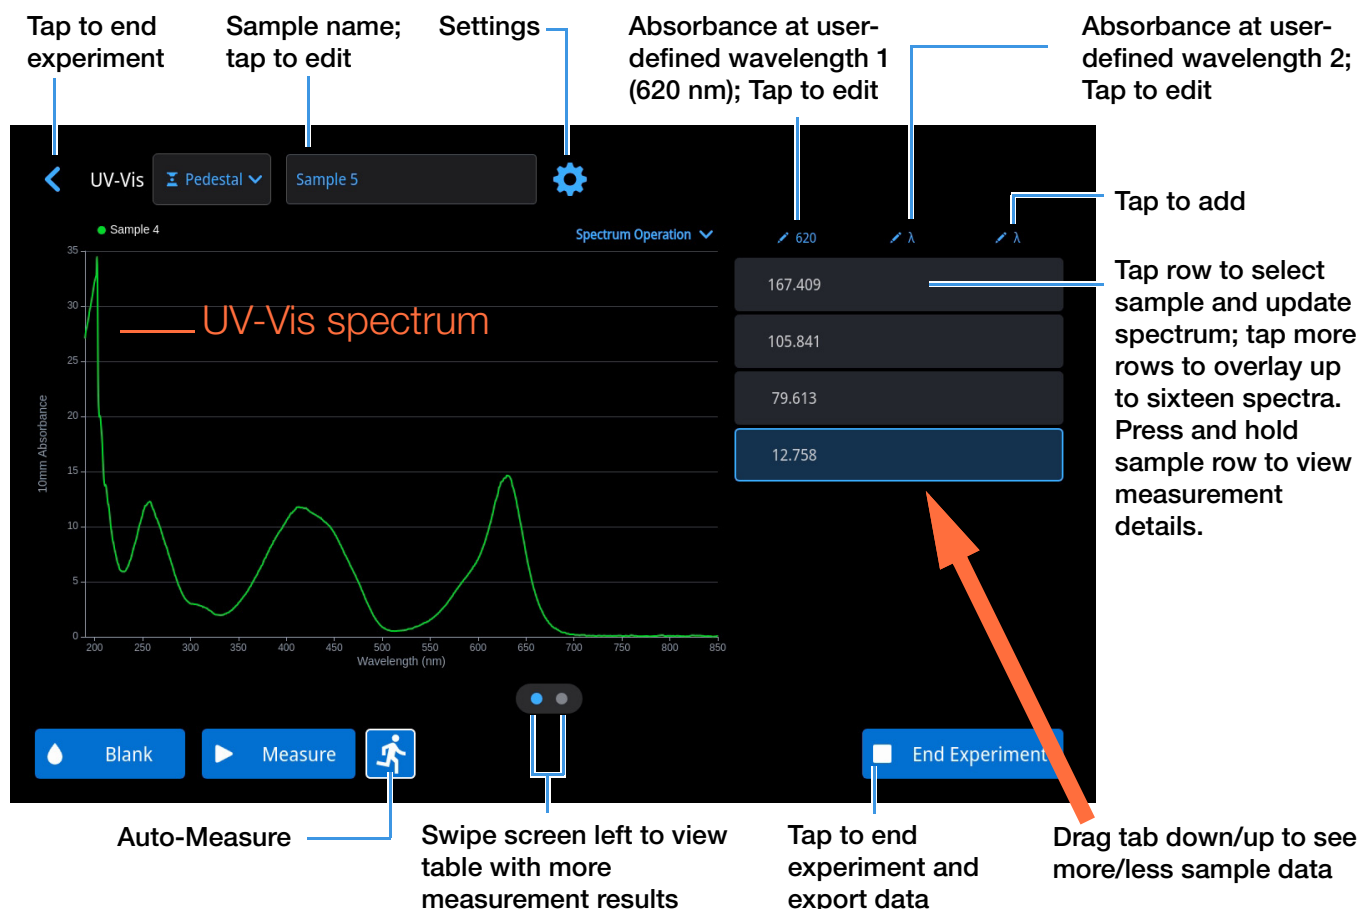 Tap to end
experiment
Sample name;
tap to edit
Settings
Absorbance at user-
defined wavelength 1
(620 nm); Tap to edit
Absorbance at user-
defined wavelength 2;
Tap to edit
UV-Vis
Pedestal
Sample 5
Tap to add
Sample 4
Spectrum Operation
620
λ
λ
35
30
25
20
15
10
5
0
10mm Absorbance
UV-Vis spectrum
167.409
105.841
79.613
12.758
Tap row to select
sample and update
spectrum; tap more
rows to overlay up
to sixteen spectra.
Press and hold
sample row to view
measurement
details.
200 250 300 350 400 450 500 550 600 650 700 750 800 850
Wavelength (nm)
Blank
Measure
End Experiment
Auto-Measure
Swipe screen left to view
table with more
measurement results
Tap to end
experiment and
export data
Drag tab down/up to see
more/less sample data